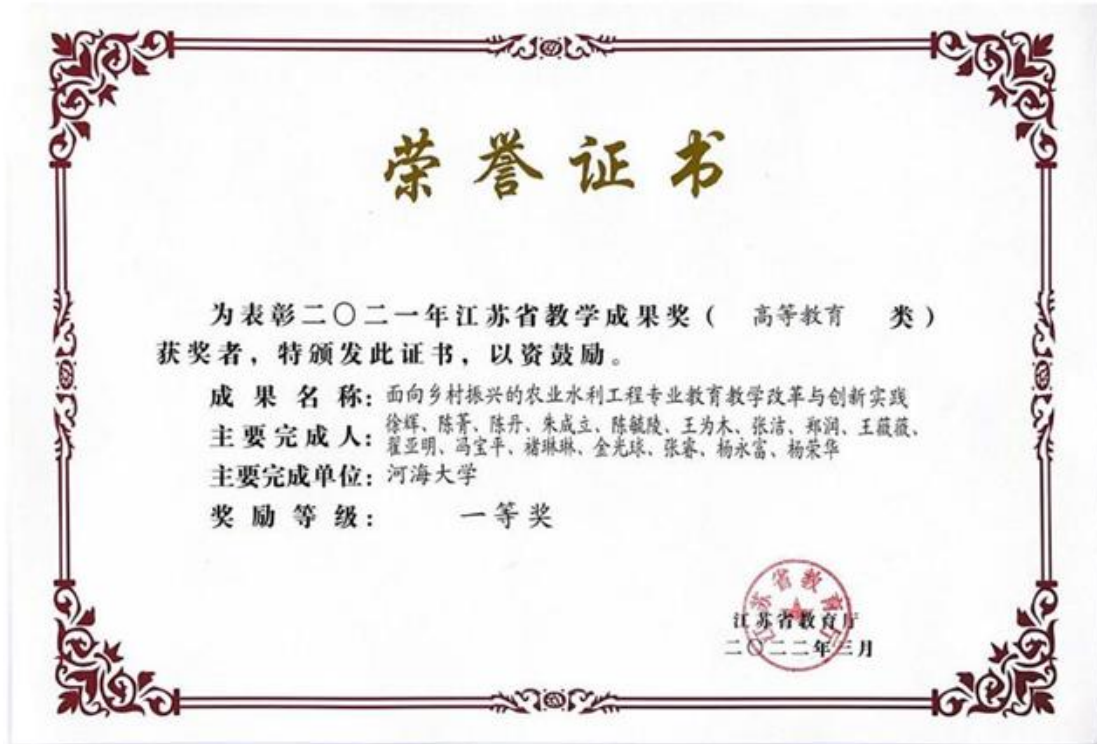 荣誉证书
为表彰二〇二一年江苏省教学成果奖（ 高等教育 类）
获奖者，特颁发此证书，以资鼓励。
成果名称：面向乡村振兴的农业水利工程专业教育教学改革与创新实践
主要完成人：徐辉、陈菁、陈丹、朱成立、陈毓陵、王为木、张洁、郑润、王薇薇、
翟亚明、冯宝平、褚琳琳、金光球、张睿、杨永富、杨荣华
主要完成单位：河海大学
奖励等级： 一等奖
江苏省教育厅
江苏省教育厅
二〇二二年三月